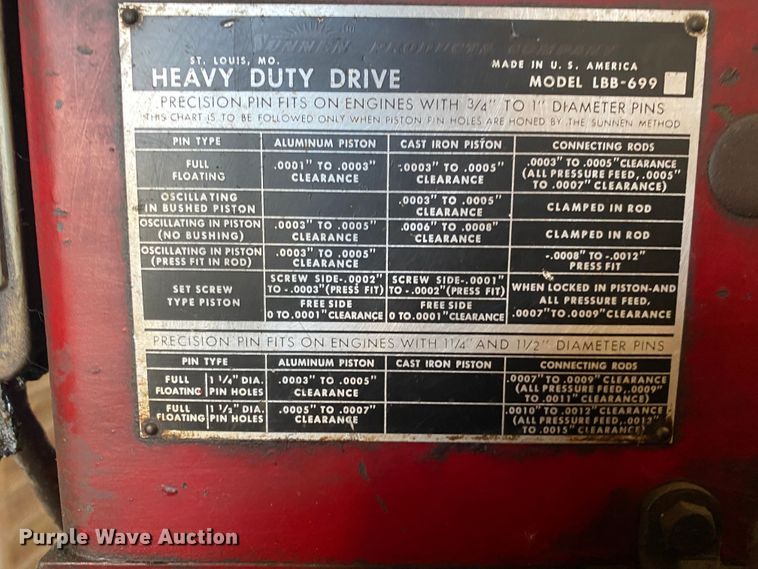 SUNNEN PRODUCTS COMPANY
ST. LOUIS, MO. MADE IN U. S. AMERICA
HEAVY DUTY DRIVE MODEL LBB-699
PRECISION PIN FITS ON ENGINES WITH 3/4" TO 1" DIAMETER PINS
THIS CHART IS TO BE FOLLOWED ONLY WHEN PISTON PIN HOLES ARE HONED BY THE SUNNEN METHOD
PIN TYPE ALUMINUM PISTON CAST IRON PISTON CONNECTING RODS
FULL FLOATING
.0001" TO .0003"
CLEARANCE
.0003" TO .0005"
CLEARANCE
.0003" TO .0005" CLEARANCE
(ALL PRESSURE FEED, .0005"
TO .0007" CLEARANCE)
OSCILLATING
IN BUSHED PISTON
.0003" TO .0005"
CLEARANCE
CLAMPED IN ROD
OSCILLATING IN PISTON
(NO BUSHING)
.0003" TO .0005"
CLEARANCE
.0006" TO .0008"
CLEARANCE
CLAMPED IN ROD
OSCILLATING IN PISTON
(PRESS FIT IN ROD)
.0003" TO .0005"
CLEARANCE
-.0008" TO -.0012"
PRESS FIT
SET SCREW
TYPE PISTON
SCREW SIDE-.0002"
TO -.0003"(PRESS FIT)
FREE SIDE
0 TO.0001" CLEARANCE
SCREW SIDE-.0001"
TO -.0002"(PRESS FIT)
FREE SIDE
0 TO.0001" CLEARANCE
WHEN LOCKED IN PISTON-AND
ALL PRESSURE FEED,
.0007"TO.0009" CLEARANCE
PRECISION PIN FITS ON ENGINES WITH 1 1/4" AND 1 1/2" DIAMETER PINS
PIN TYPE ALUMINUM PISTON CAST IRON PISTON CONNECTING RODS
FULL 1 1/4" DIA.
FLOATING PIN HOLES
.0003" TO .0005"
CLEARANCE
.0007" TO .0009" CLEARANCE
(ALL PRESSURE FEED, .0009"
TO .0011" CLEARANCE)
FULL 1 1/2" DIA.
FLOATING PIN HOLES
.0005" TO .0007"
CLEARANCE
.0010" TO .0012" CLEARANCE
(ALL PRESSURE FEED,
TO .0015" CLEARANCE)
Purple Wave Auction